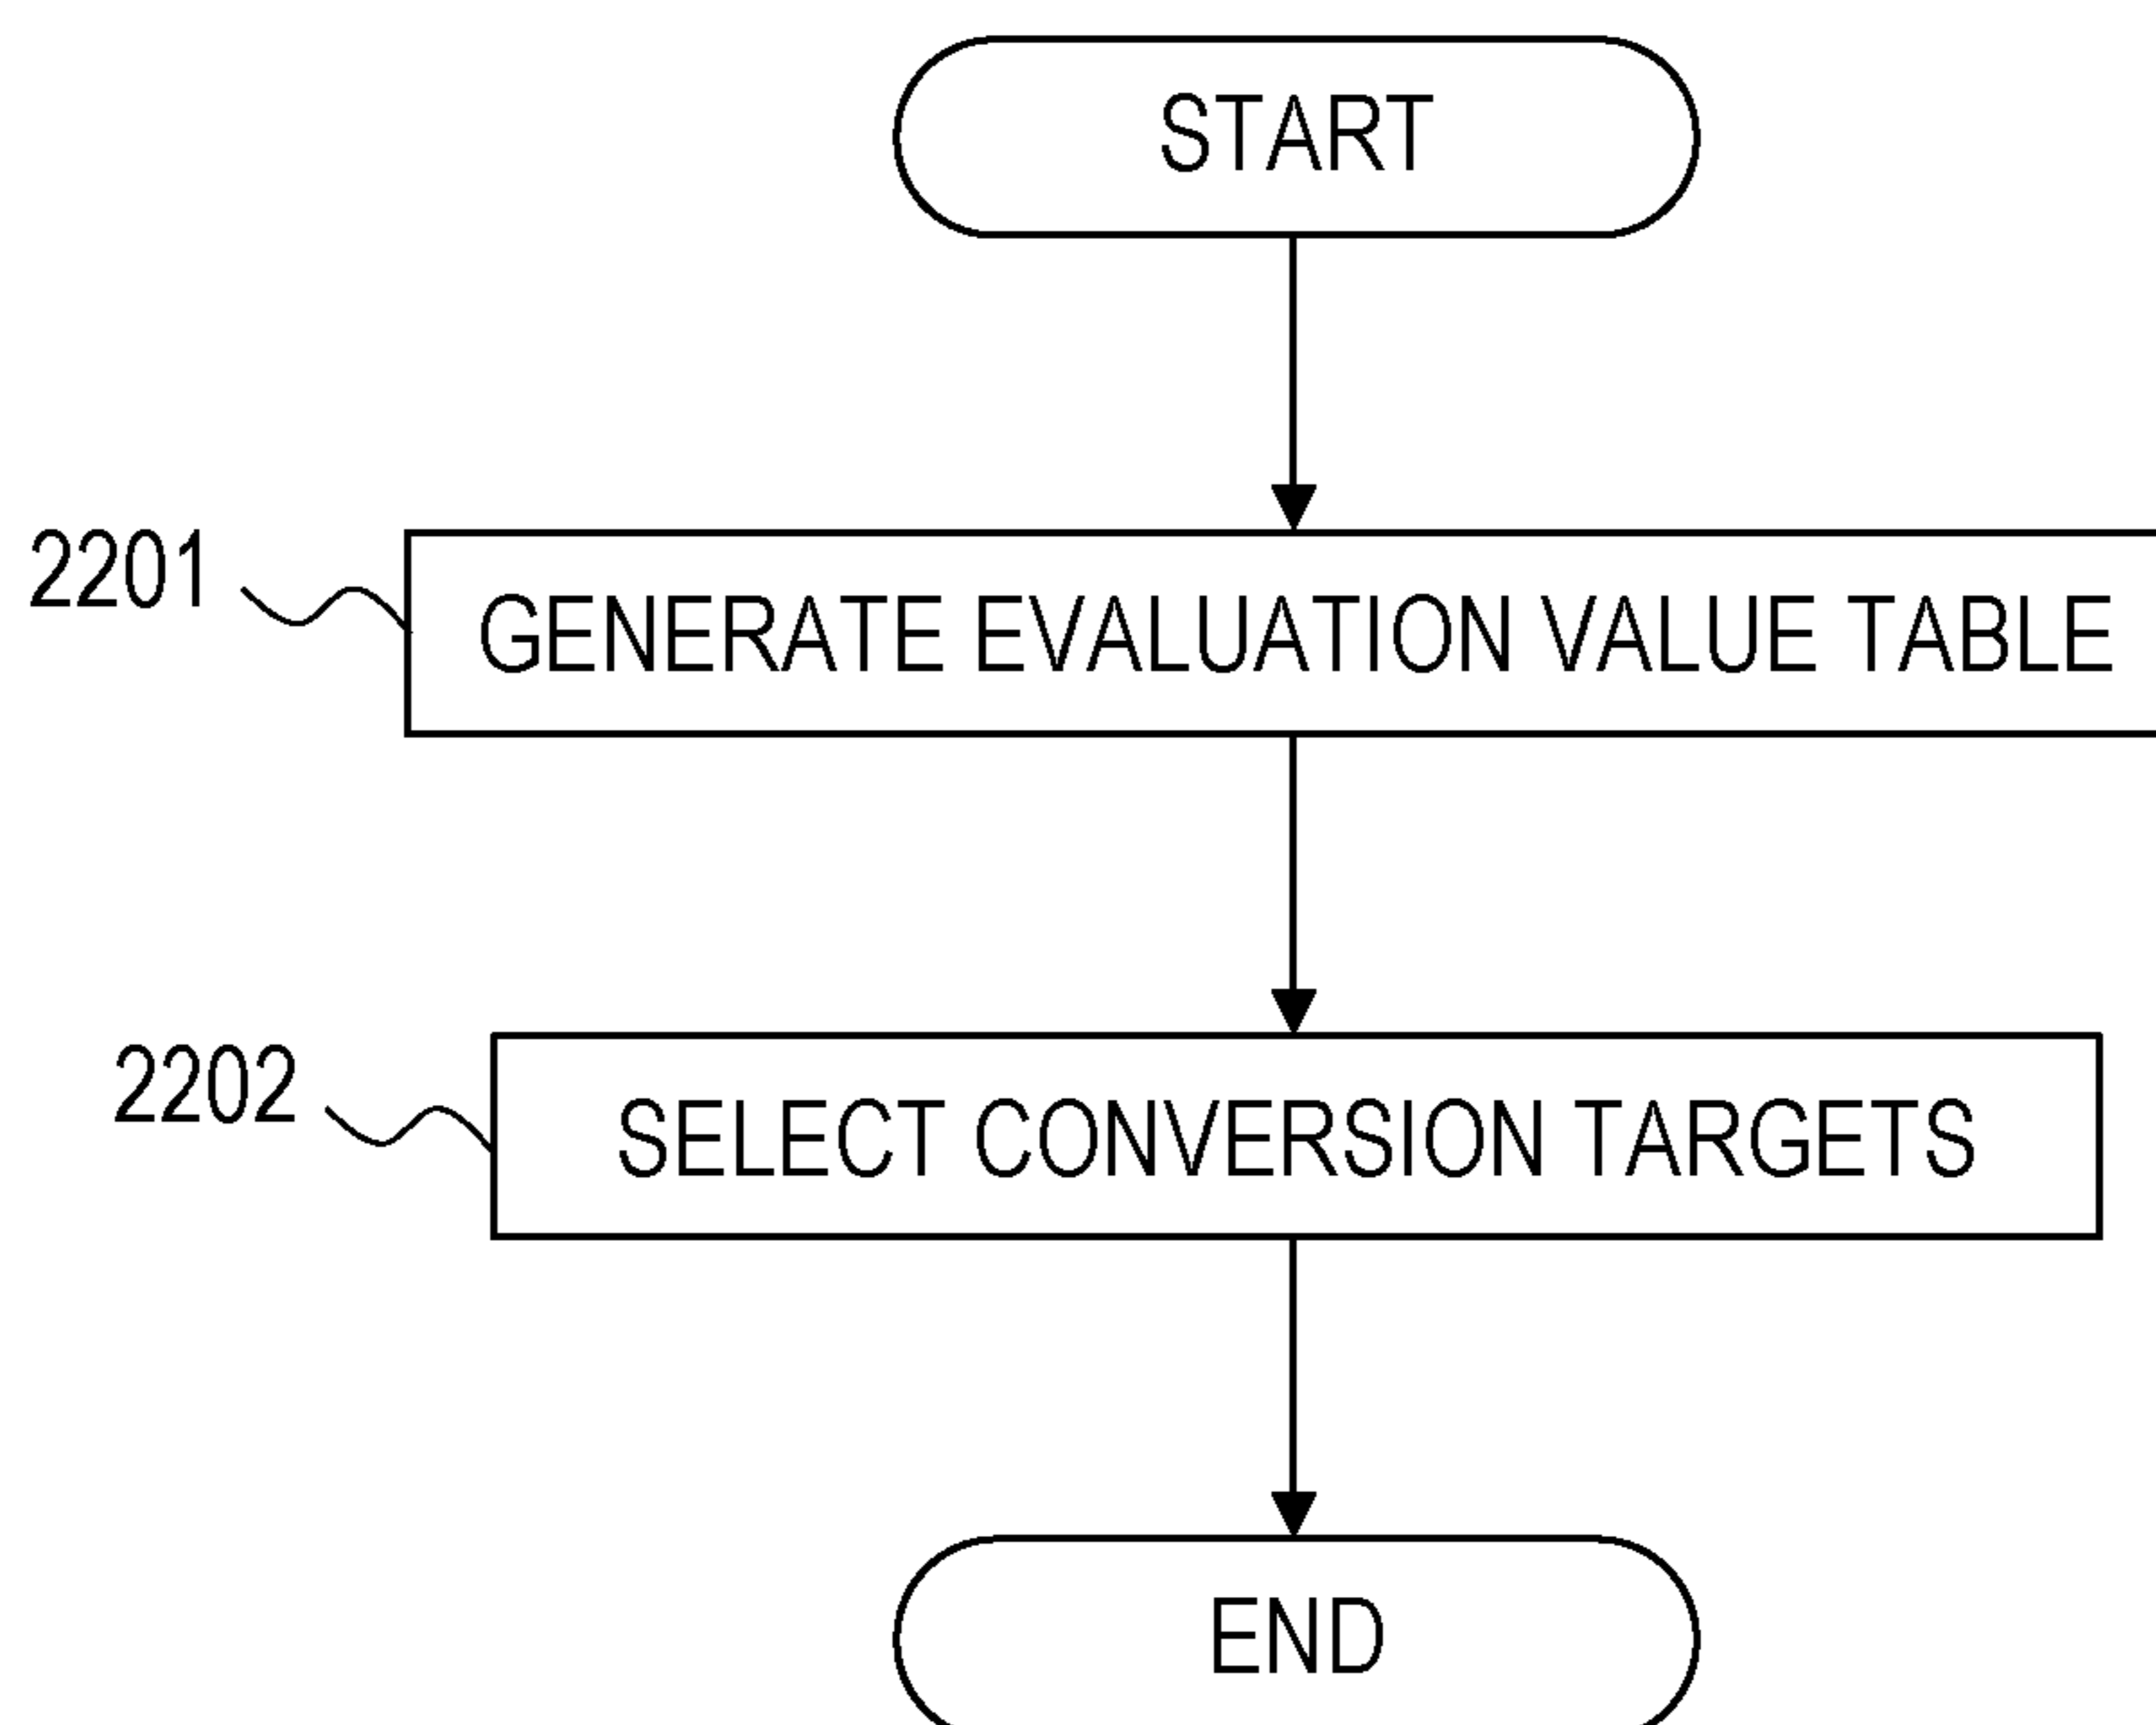 START
2201
GENERATE EVALUATION VALUE TABLE
2202
SELECT CONVERSION TARGETS
END